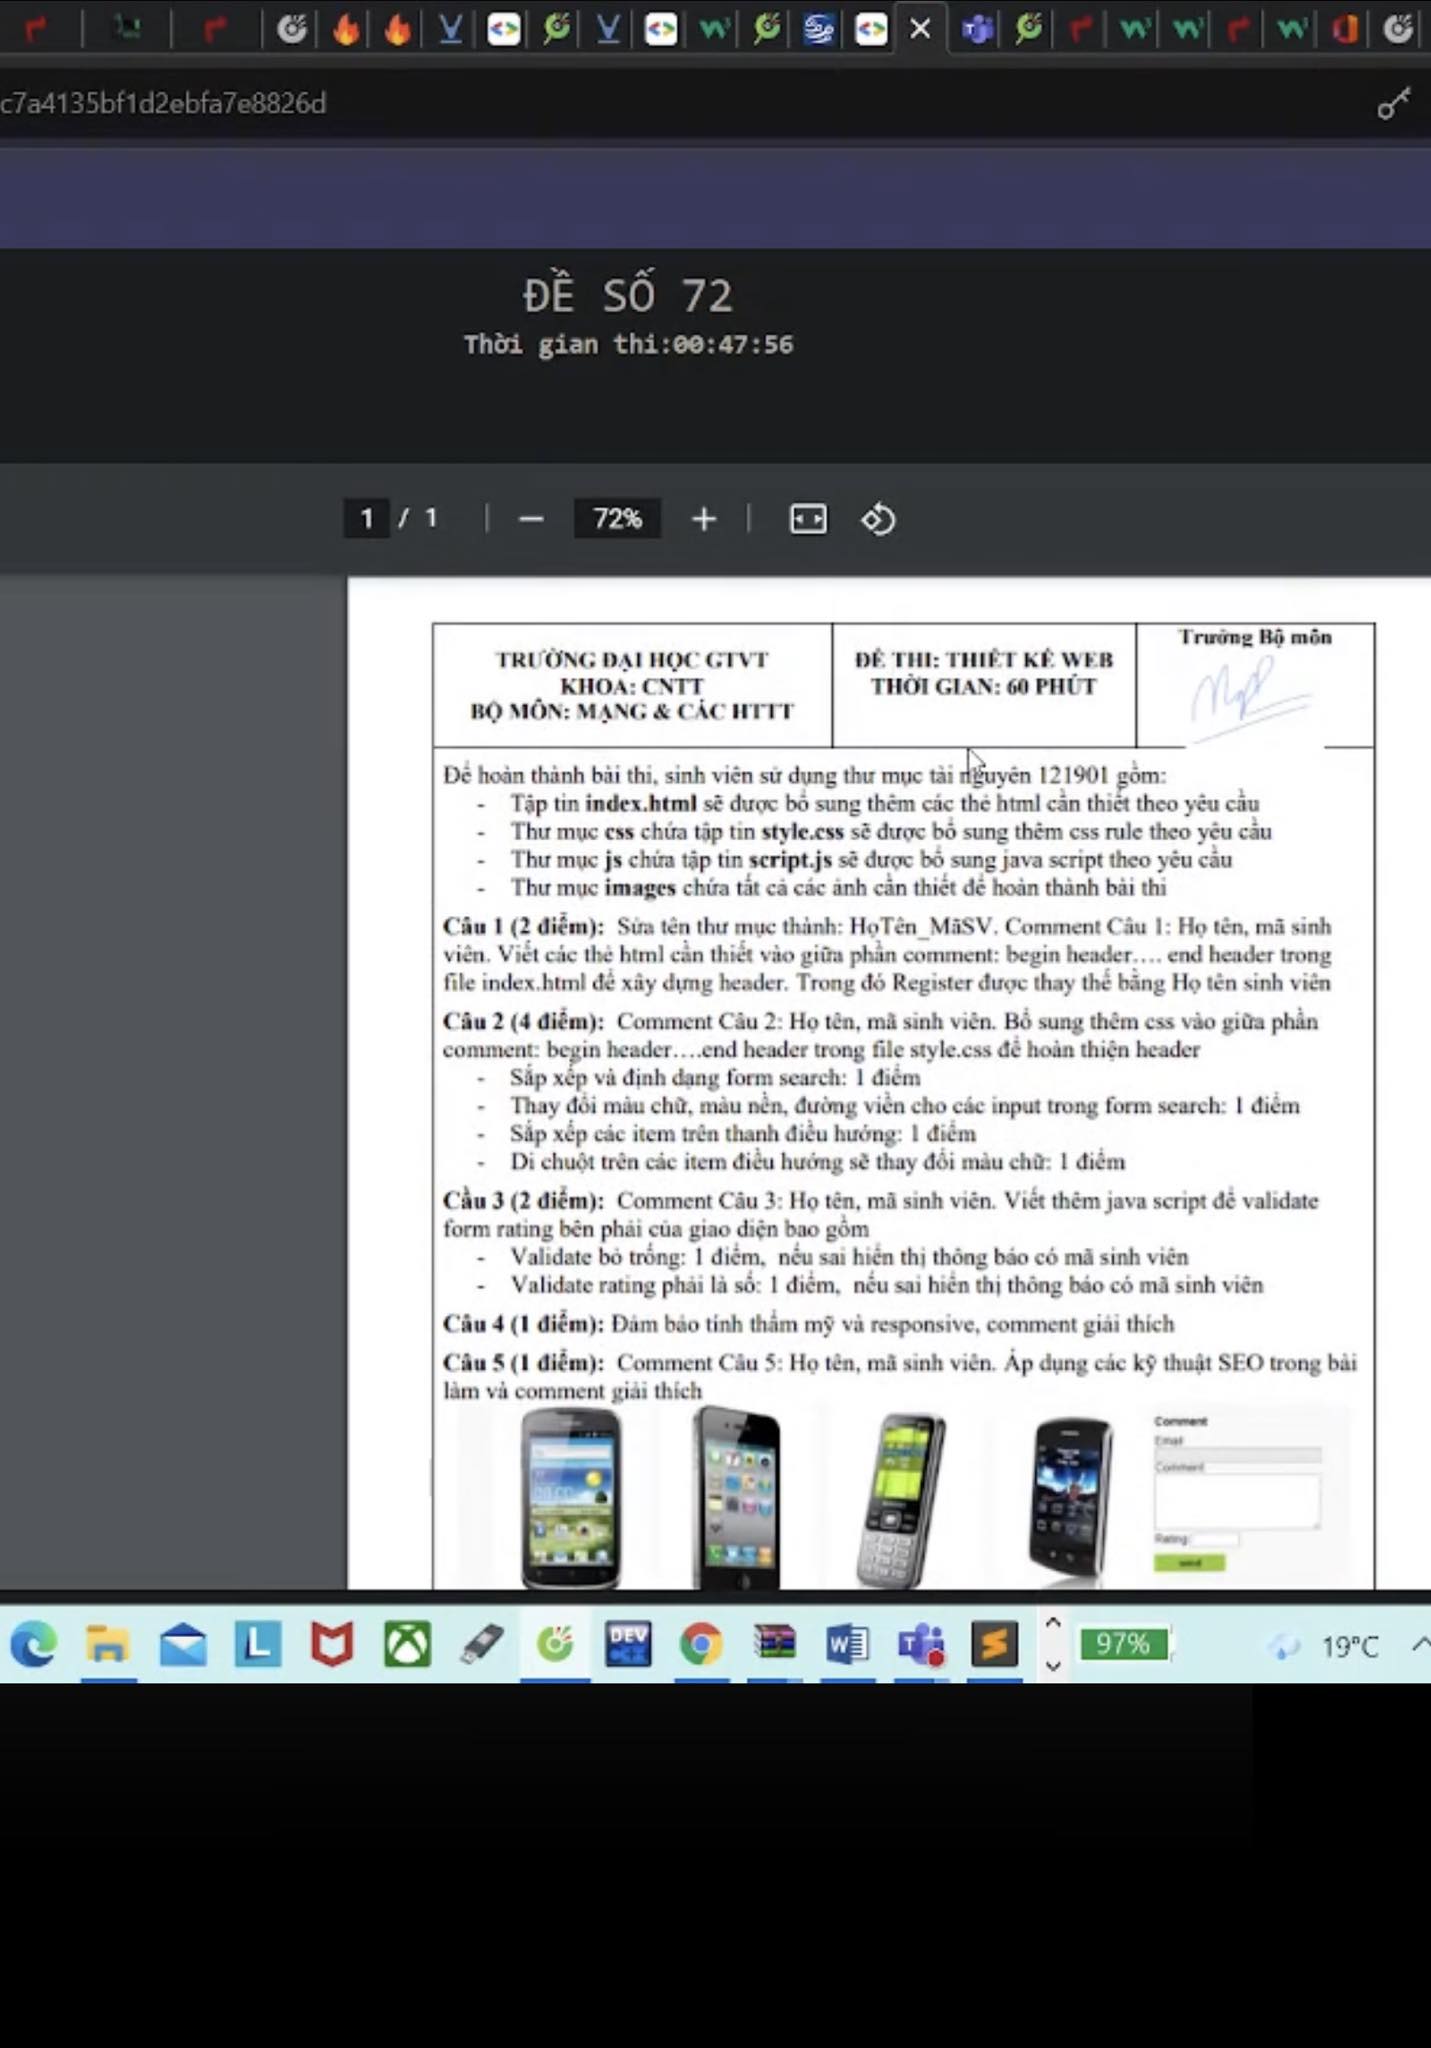 c7a4135bf1d2ebfa7e8826d
ĐỀ SỐ 72
Thời gian thi:00:47:56
1 / 1
72%
TRƯỜNG ĐẠI HỌC GTVT
KHOA: CNTT
BỘ MÔN: MẠNG & CÁC HTTT
ĐỀ THI: THIẾT KẾ WEB
THỜI GIAN: 60 PHÚT
Trưởng Bộ môn
Để hoàn thành bài thi, sinh viên sử dụng thư mục tài nguyên 121901 gồm:
- Tập tin index.html sẽ được bổ sung thêm các thẻ html cần thiết theo yêu cầu
- Thư mục css chứa tập tin style.css sẽ được bổ sung thêm css rule theo yêu cầu
- Thư mục js chứa tập tin script.js sẽ được bổ sung java script theo yêu cầu
- Thư mục images chứa tất cả các ảnh cần thiết để hoàn thành bài thi
Câu 1 (2 điểm): Sửa tên thư mục thành: HọTên_MãSV. Comment Câu 1: Họ tên, mã sinh
viên. Viết các thẻ html cần thiết vào giữa phần comment: begin header…. end header trong
file index.html để xây dựng header. Trong đó Register được thay thế bằng Họ tên sinh viên
Câu 2 (4 điểm): Comment Câu 2: Họ tên, mã sinh viên. Bổ sung thêm css vào giữa phần
comment: begin header….end header trong file style.css để hoàn thiện header
- Sắp xếp và định dạng form search: 1 điểm
- Thay đổi màu chữ, màu nền, đường viền cho các input trong form search: 1 điểm
- Sắp xếp các item trên thanh điều hướng: 1 điểm
- Di chuột trên các item điều hướng sẽ thay đổi màu chữ: 1 điểm
Câu 3 (2 điểm): Comment Câu 3: Họ tên, mã sinh viên. Viết thêm java script để validate
form rating bên phải của giao diện bao gồm
- Validate bỏ trống: 1 điểm, nếu sai hiển thị thông báo có mã sinh viên
- Validate rating phải là số: 1 điểm, nếu sai hiển thị thông báo có mã sinh viên
Câu 4 (1 điểm): Đảm bảo tính thẩm mỹ và responsive, comment giải thích
Câu 5 (1 điểm): Comment Câu 5: Họ tên, mã sinh viên. Áp dụng các kỹ thuật SEO trong bài
làm và comment giải thích
Comment
Email
Comment
Rating
send
DEV
97%
19°C